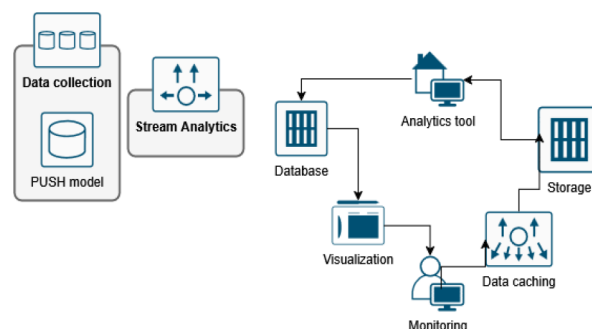 Data collection
PUSH model
Stream Analytics
Analytics tool
Database
Storage
Visualization
Data caching
Monitoring